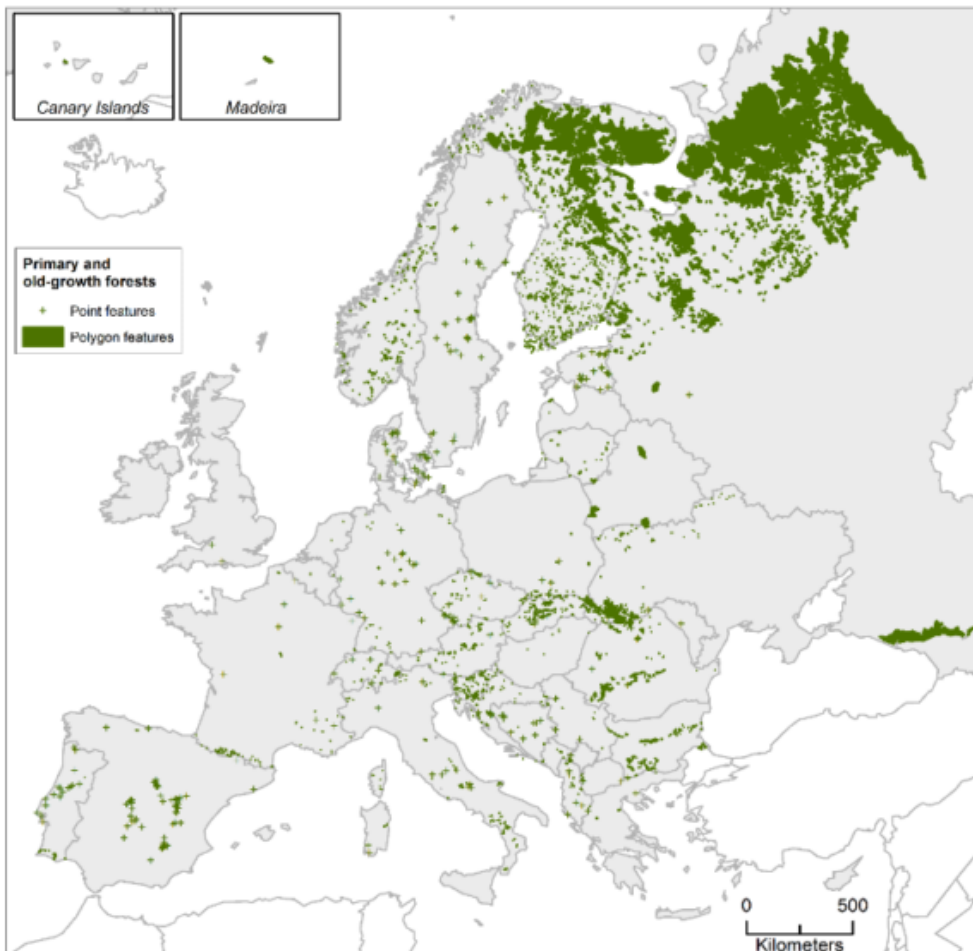 Canary Islands
Madeira
Primary and
old-growth forests
Point features
Polygon features
0 500
Kilometers